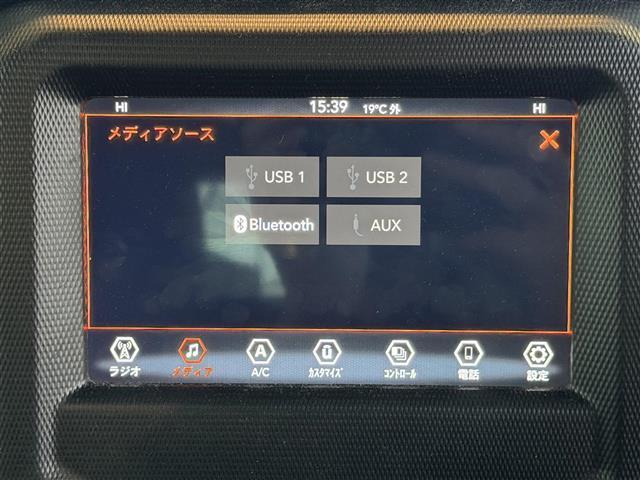 HI 15:39 19°C 外 HI
メディアソース
USB 1 USB 2
Bluetooth AUX
ラジオ メディア A/C カスタマイズ コントロール 電話 設定